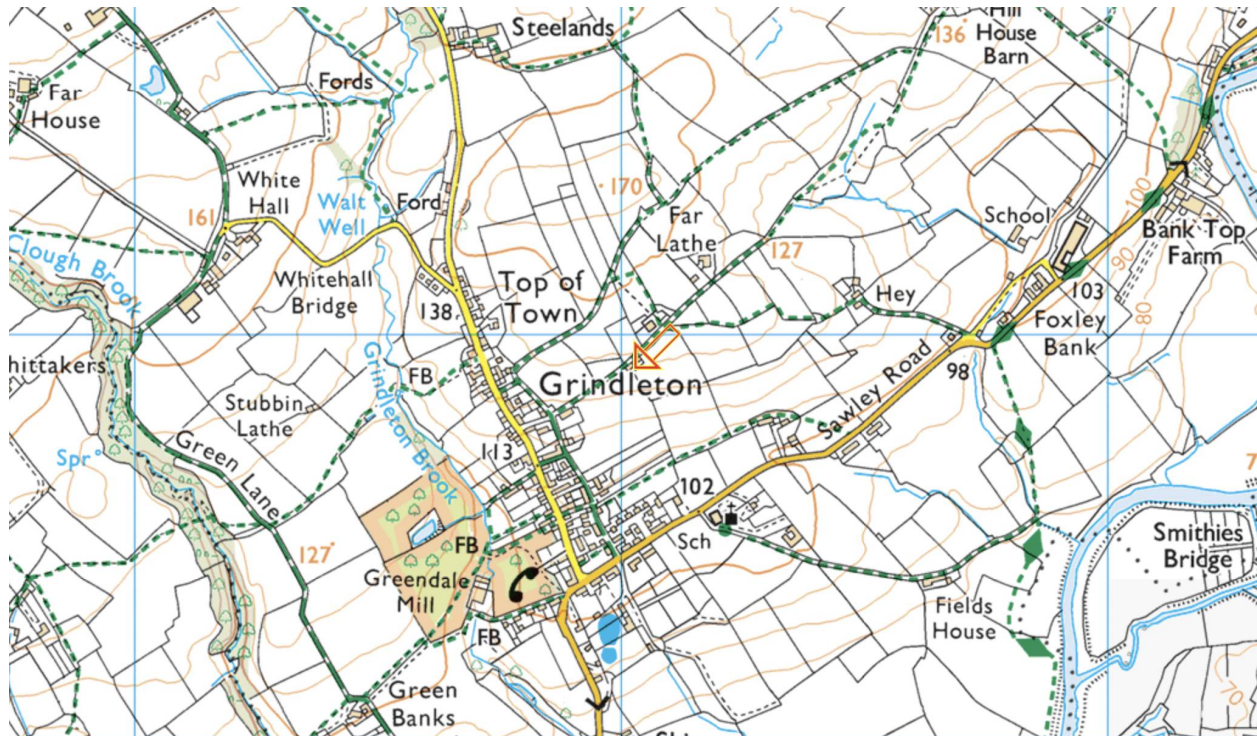 Steelands
136
Hill
House
Barn
Far
House
Fords
White
Hall
161
Walt
Well
Ford
170
Far
Lathe
127
School
Bank Top
Farm
100
90
80
Clough Brook
Whitehall
Bridge
138
Top of
Town
Hey
103
Foxley
Bank
hittakers
Grindleton Brook
FB
Grindleton
98
Stubbin
Lathe
Sawley Road
Spr
Green Lane
113
102
Sch
7
127
FB
Greendale
Mill
Smithies
Bridge
FB
Fields
House
Green
Banks
70